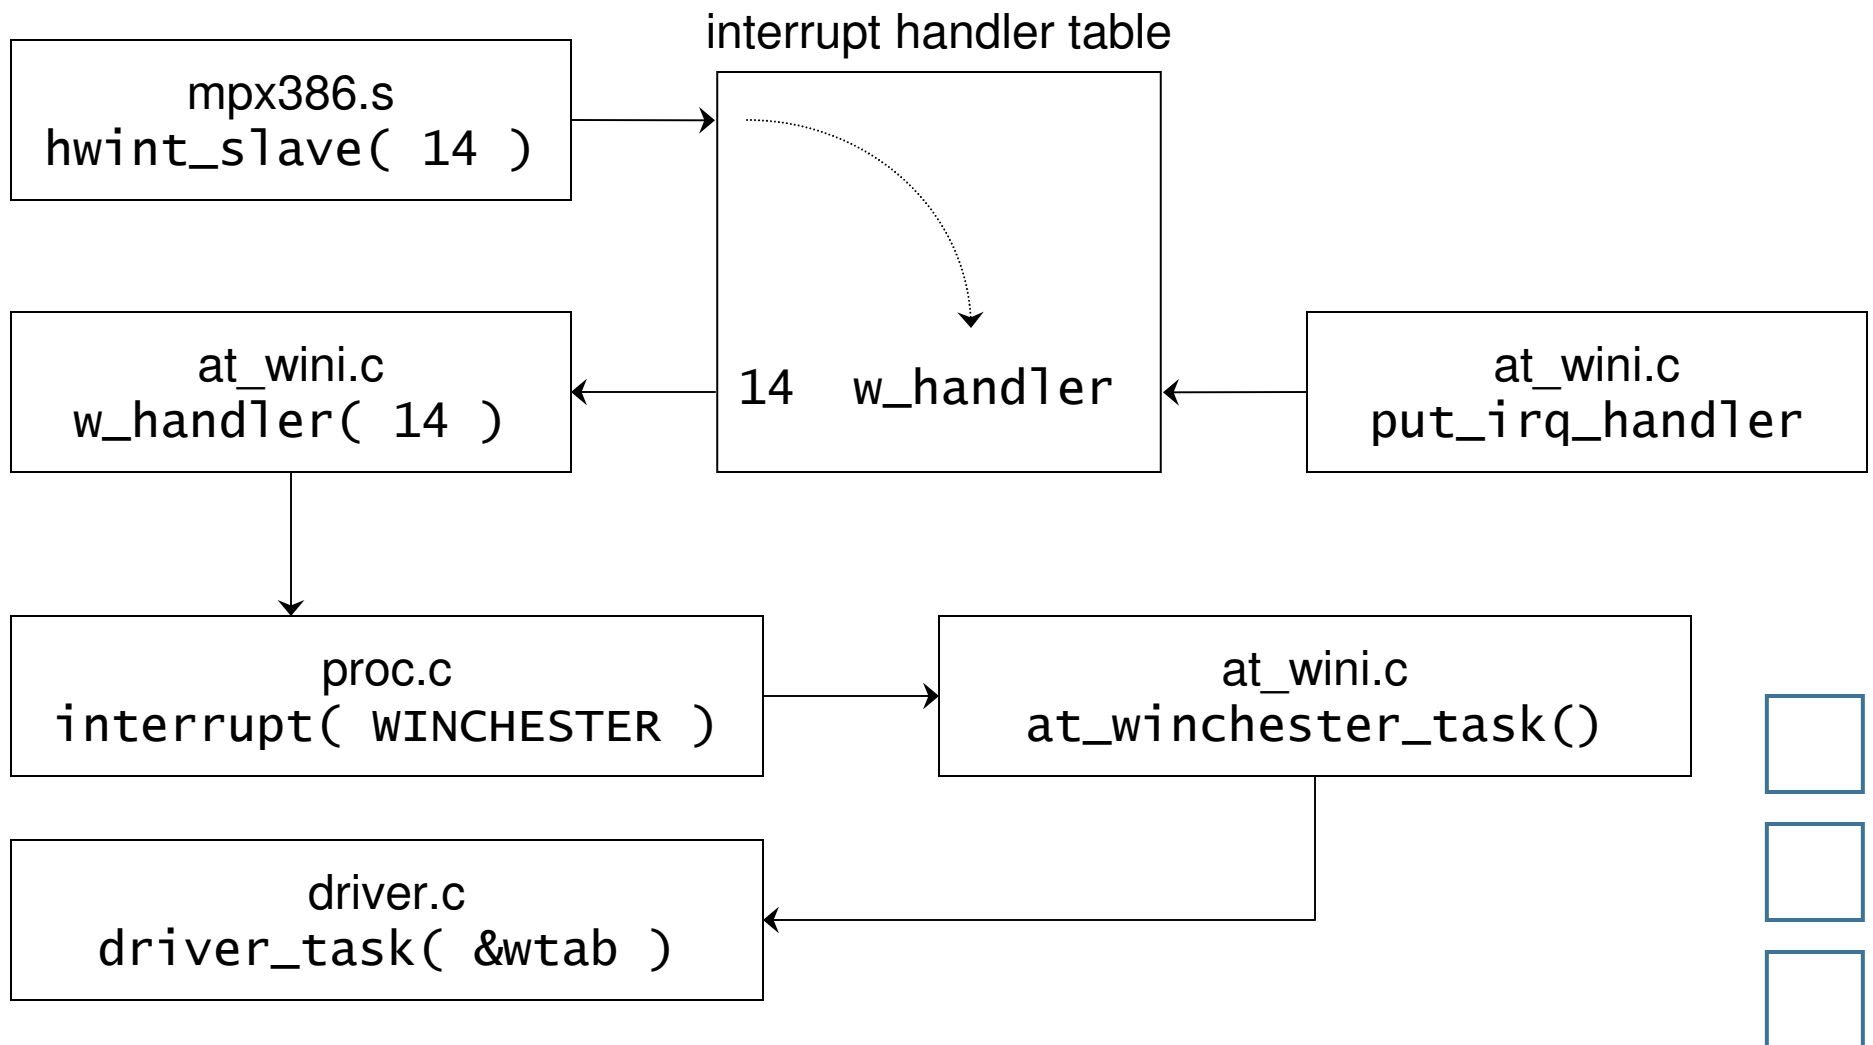 interrupt handler table
mpx386.s
hwint_slave( 14 )
at_wini.c
w_handler( 14 )
14 w_handler
at_wini.c
put_irq_handler
proc.c
interrupt( WINCHESTER )
at_wini.c
at_winchester_task()
driver.c
driver_task( &wtab )